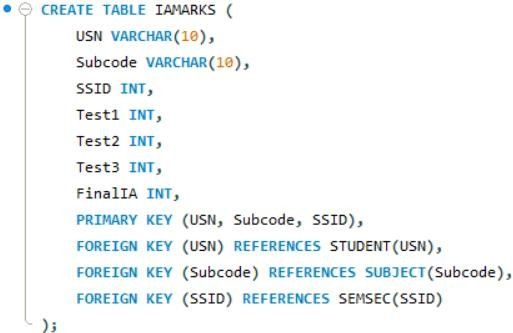 CREATE TABLE IAMARKS (
USN VARCHAR(10),
Subcode VARCHAR(10),
SSID INT,
Test1 INT,
Test2 INT,
Test3 INT,
FinalIA INT,
PRIMARY KEY (USN, Subcode, SSID),
FOREIGN KEY (USN) REFERENCES STUDENT(USN),
FOREIGN KEY (Subcode) REFERENCES SUBJECT(Subcode),
FOREIGN KEY (SSID) REFERENCES SEMSEC(SSID)
);